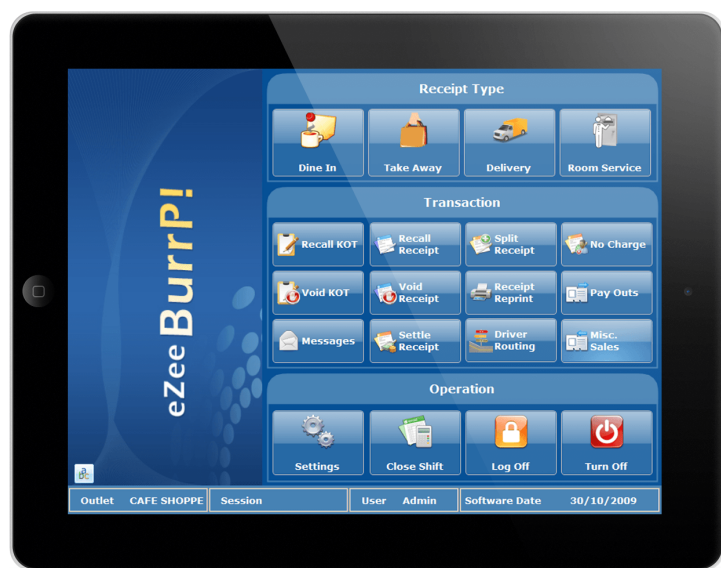 eZee BurrP!
Receipt Type
Dine In
Take Away
Delivery
Room Service
Transaction
Recall KOT
Recall
Receipt
Split
Receipt
No Charge
Void KOT
Void
Receipt
Receipt
Reprint
Pay Outs
Messages
Settle
Receipt
Driver
Routing
Misc.
Sales
Operation
Settings
Close Shift
Log Off
Turn Off
Outlet CAFE SHOPPE Session User Admin Software Date 30/10/2009